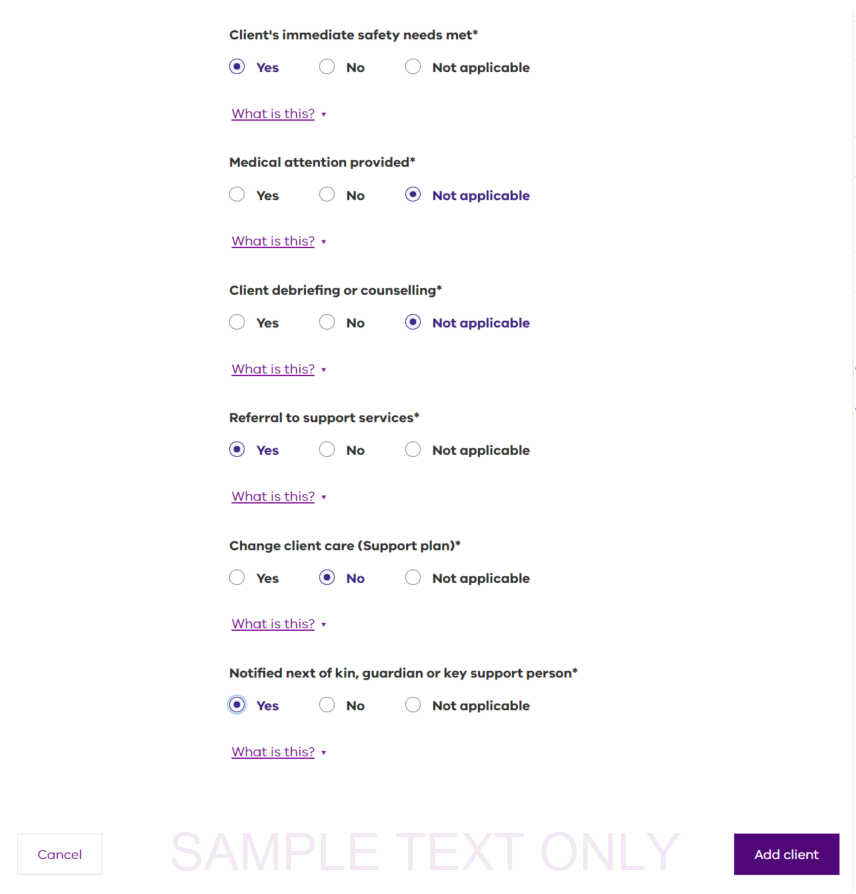 Client's immediate safety needs met*
Yes No Not applicable
What is this?
Medical attention provided*
Yes No Not applicable
What is this?
Client debriefing or counselling*
Yes No Not applicable
What is this?
Referral to support services*
Yes No Not applicable
What is this?
Change client care (Support plan)*
Yes No Not applicable
What is this?
Notified next of kin, guardian or key support person*
Yes No Not applicable
What is this?
Cancel SAMPLE TEXT ONLY Add client